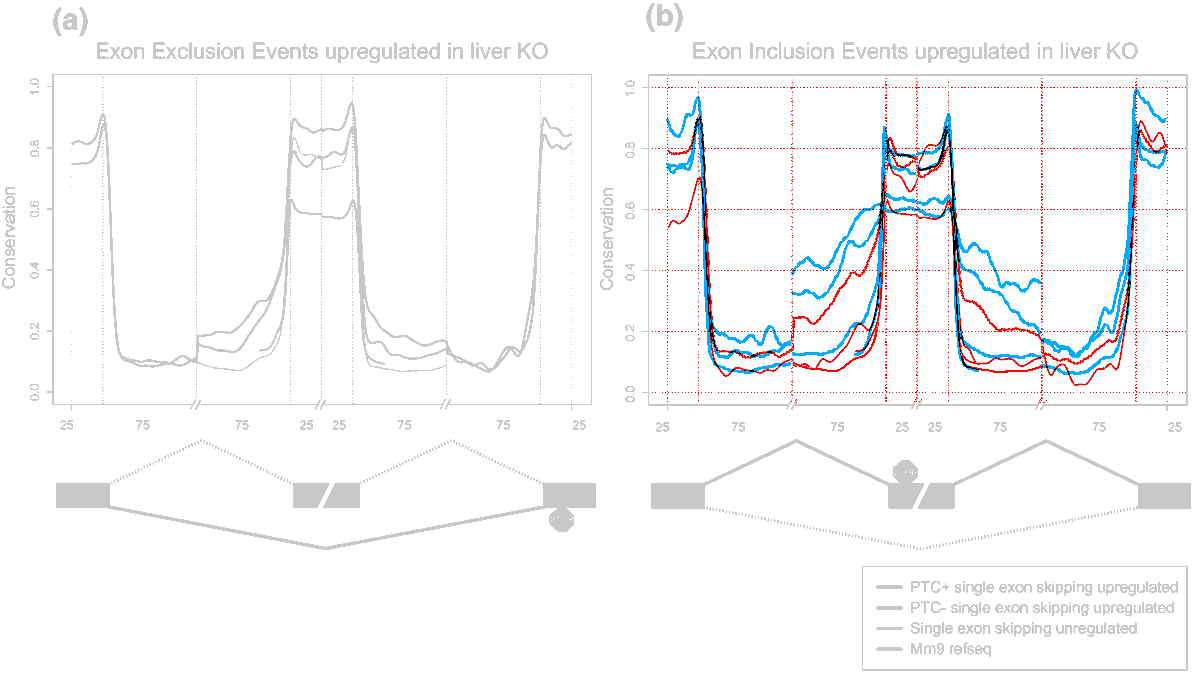 (a)
Exon Exclusion Events upregulated in liver KO
Conservation
0.0 0.2 0.4 0.6 0.8 1.0
25 75 75 25 25 75 75 25
(b)
Exon Inclusion Events upregulated in liver KO
Conservation
0.0 0.2 0.4 0.6 0.8 1.0
25 75 75 25 25 75 75 25
PTC+ single exon skipping upregulated
PTC- single exon skipping upregulated
Single exon skipping unregulated
Mm9 refseq